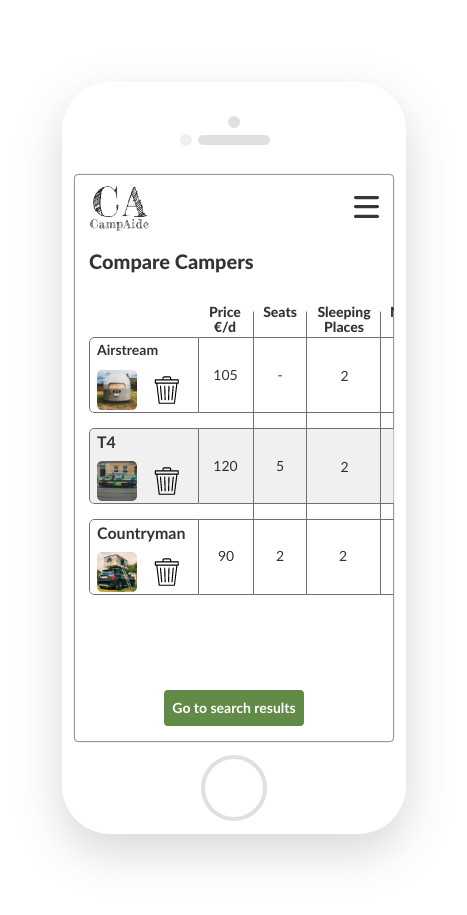 CA
CampAide
Compare Campers
Price Seats Sleeping
€/d Places
Airstream
105 - 2
T4
120 5 2
Countryman
90 2 2
Go to search results